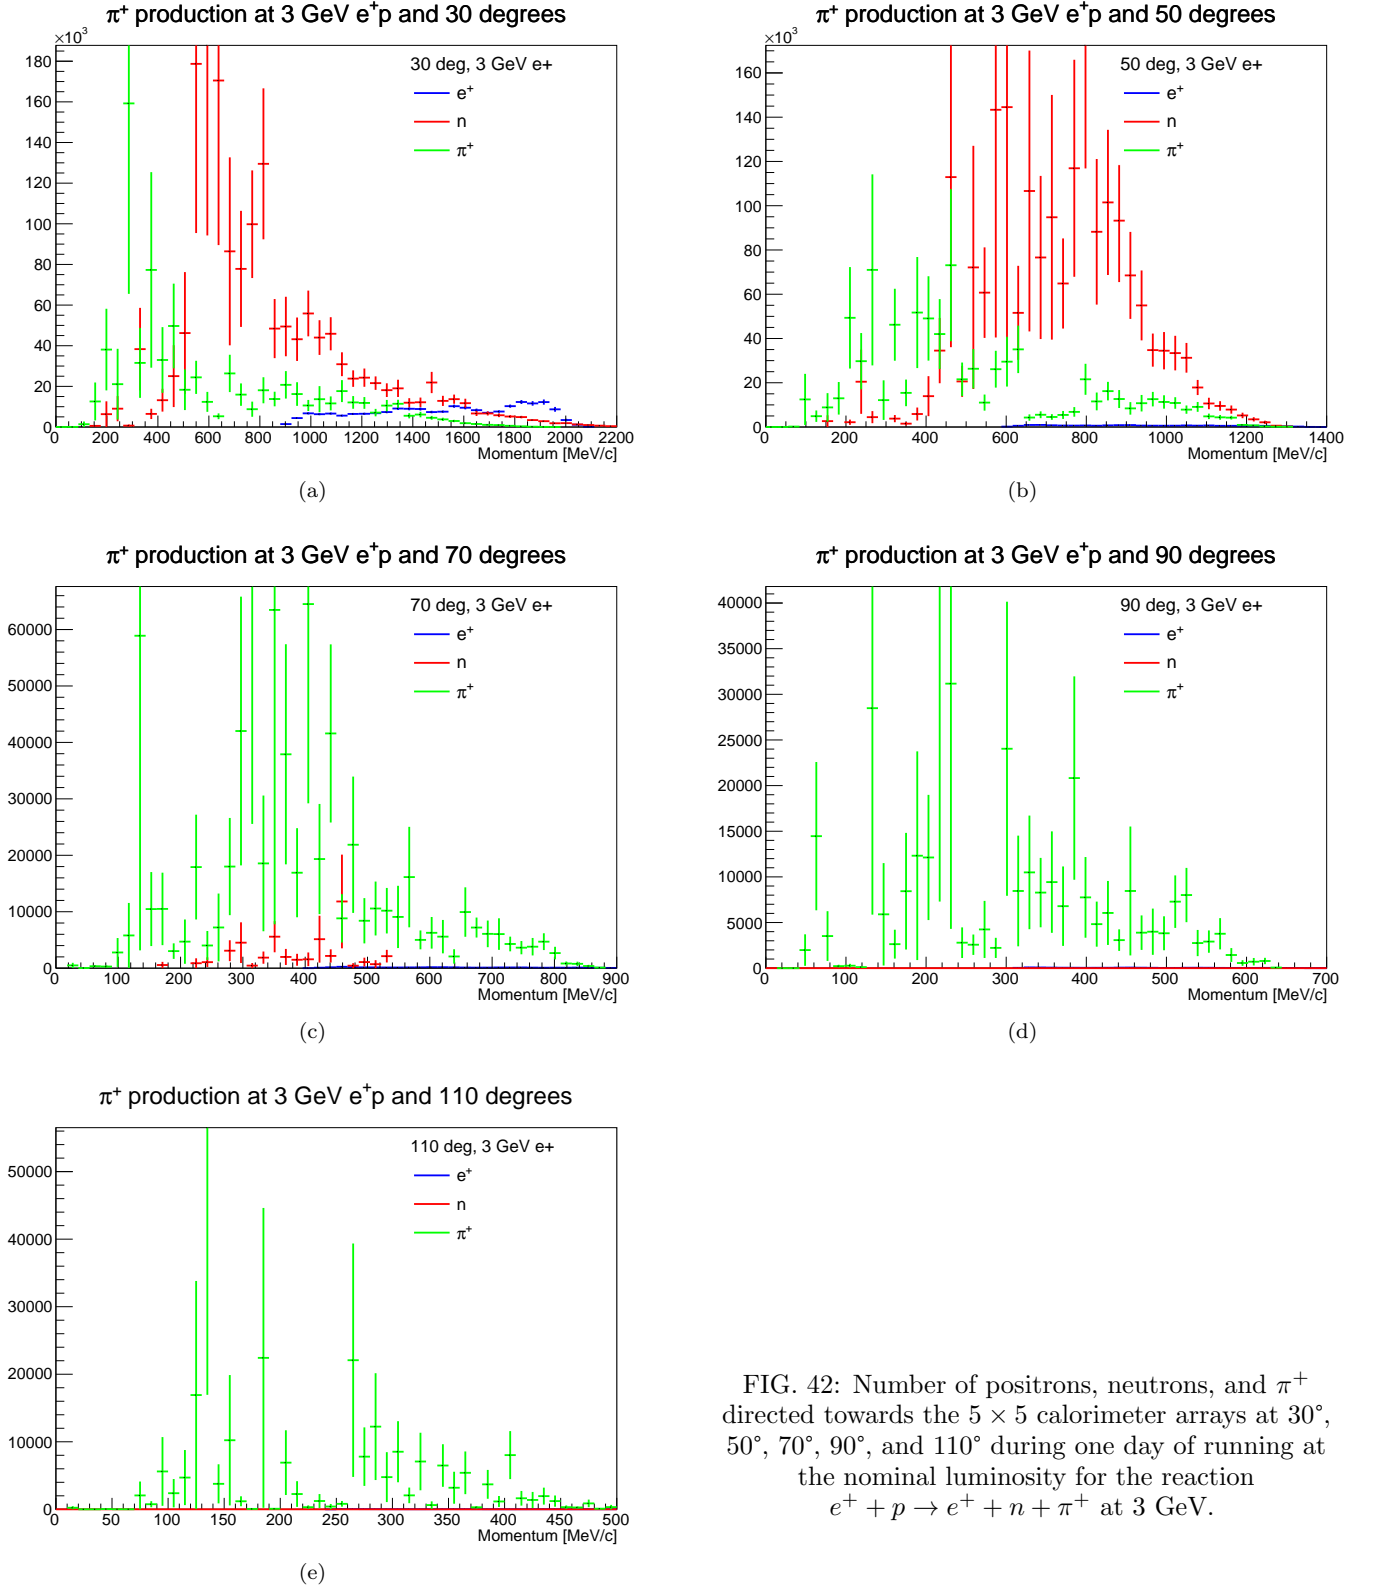 π⁺ production at 3 GeV e⁺p and 30 degrees
×10³
30 deg, 3 GeV e+
e⁺
n
π⁺
180
160
140
120
100
80
60
40
20
0
0 200 400 600 800 1000 1200 1400 1600 1800 2000 2200
Momentum [MeV/c]
(a)
π⁺ production at 3 GeV e⁺p and 50 degrees
×10³
50 deg, 3 GeV e+
e⁺
n
π⁺
160
140
120
100
80
60
40
20
0
0 200 400 600 800 1000 1200 1400
Momentum [MeV/c]
(b)
π⁺ production at 3 GeV e⁺p and 70 degrees
70 deg, 3 GeV e+
e⁺
n
π⁺
60000
50000
40000
30000
20000
10000
0
0 100 200 300 400 500 600 700 800 900
Momentum [MeV/c]
(c)
π⁺ production at 3 GeV e⁺p and 90 degrees
90 deg, 3 GeV e+
e⁺
n
π⁺
40000
35000
30000
25000
20000
15000
10000
5000
0
0 100 200 300 400 500 600 700
Momentum [MeV/c]
(d)
π⁺ production at 3 GeV e⁺p and 110 degrees
110 deg, 3 GeV e+
e⁺
n
π⁺
50000
40000
30000
20000
10000
0
0 50 100 150 200 250 300 350 400 450 500
Momentum [MeV/c]
(e)
FIG. 42: Number of positrons, neutrons, and π⁺
directed towards the 5 × 5 calorimeter arrays at 30°,
50°, 70°, 90°, and 110° during one day of running at
the nominal luminosity for the reaction
e⁺ + p → e⁺ + n + π⁺ at 3 GeV.